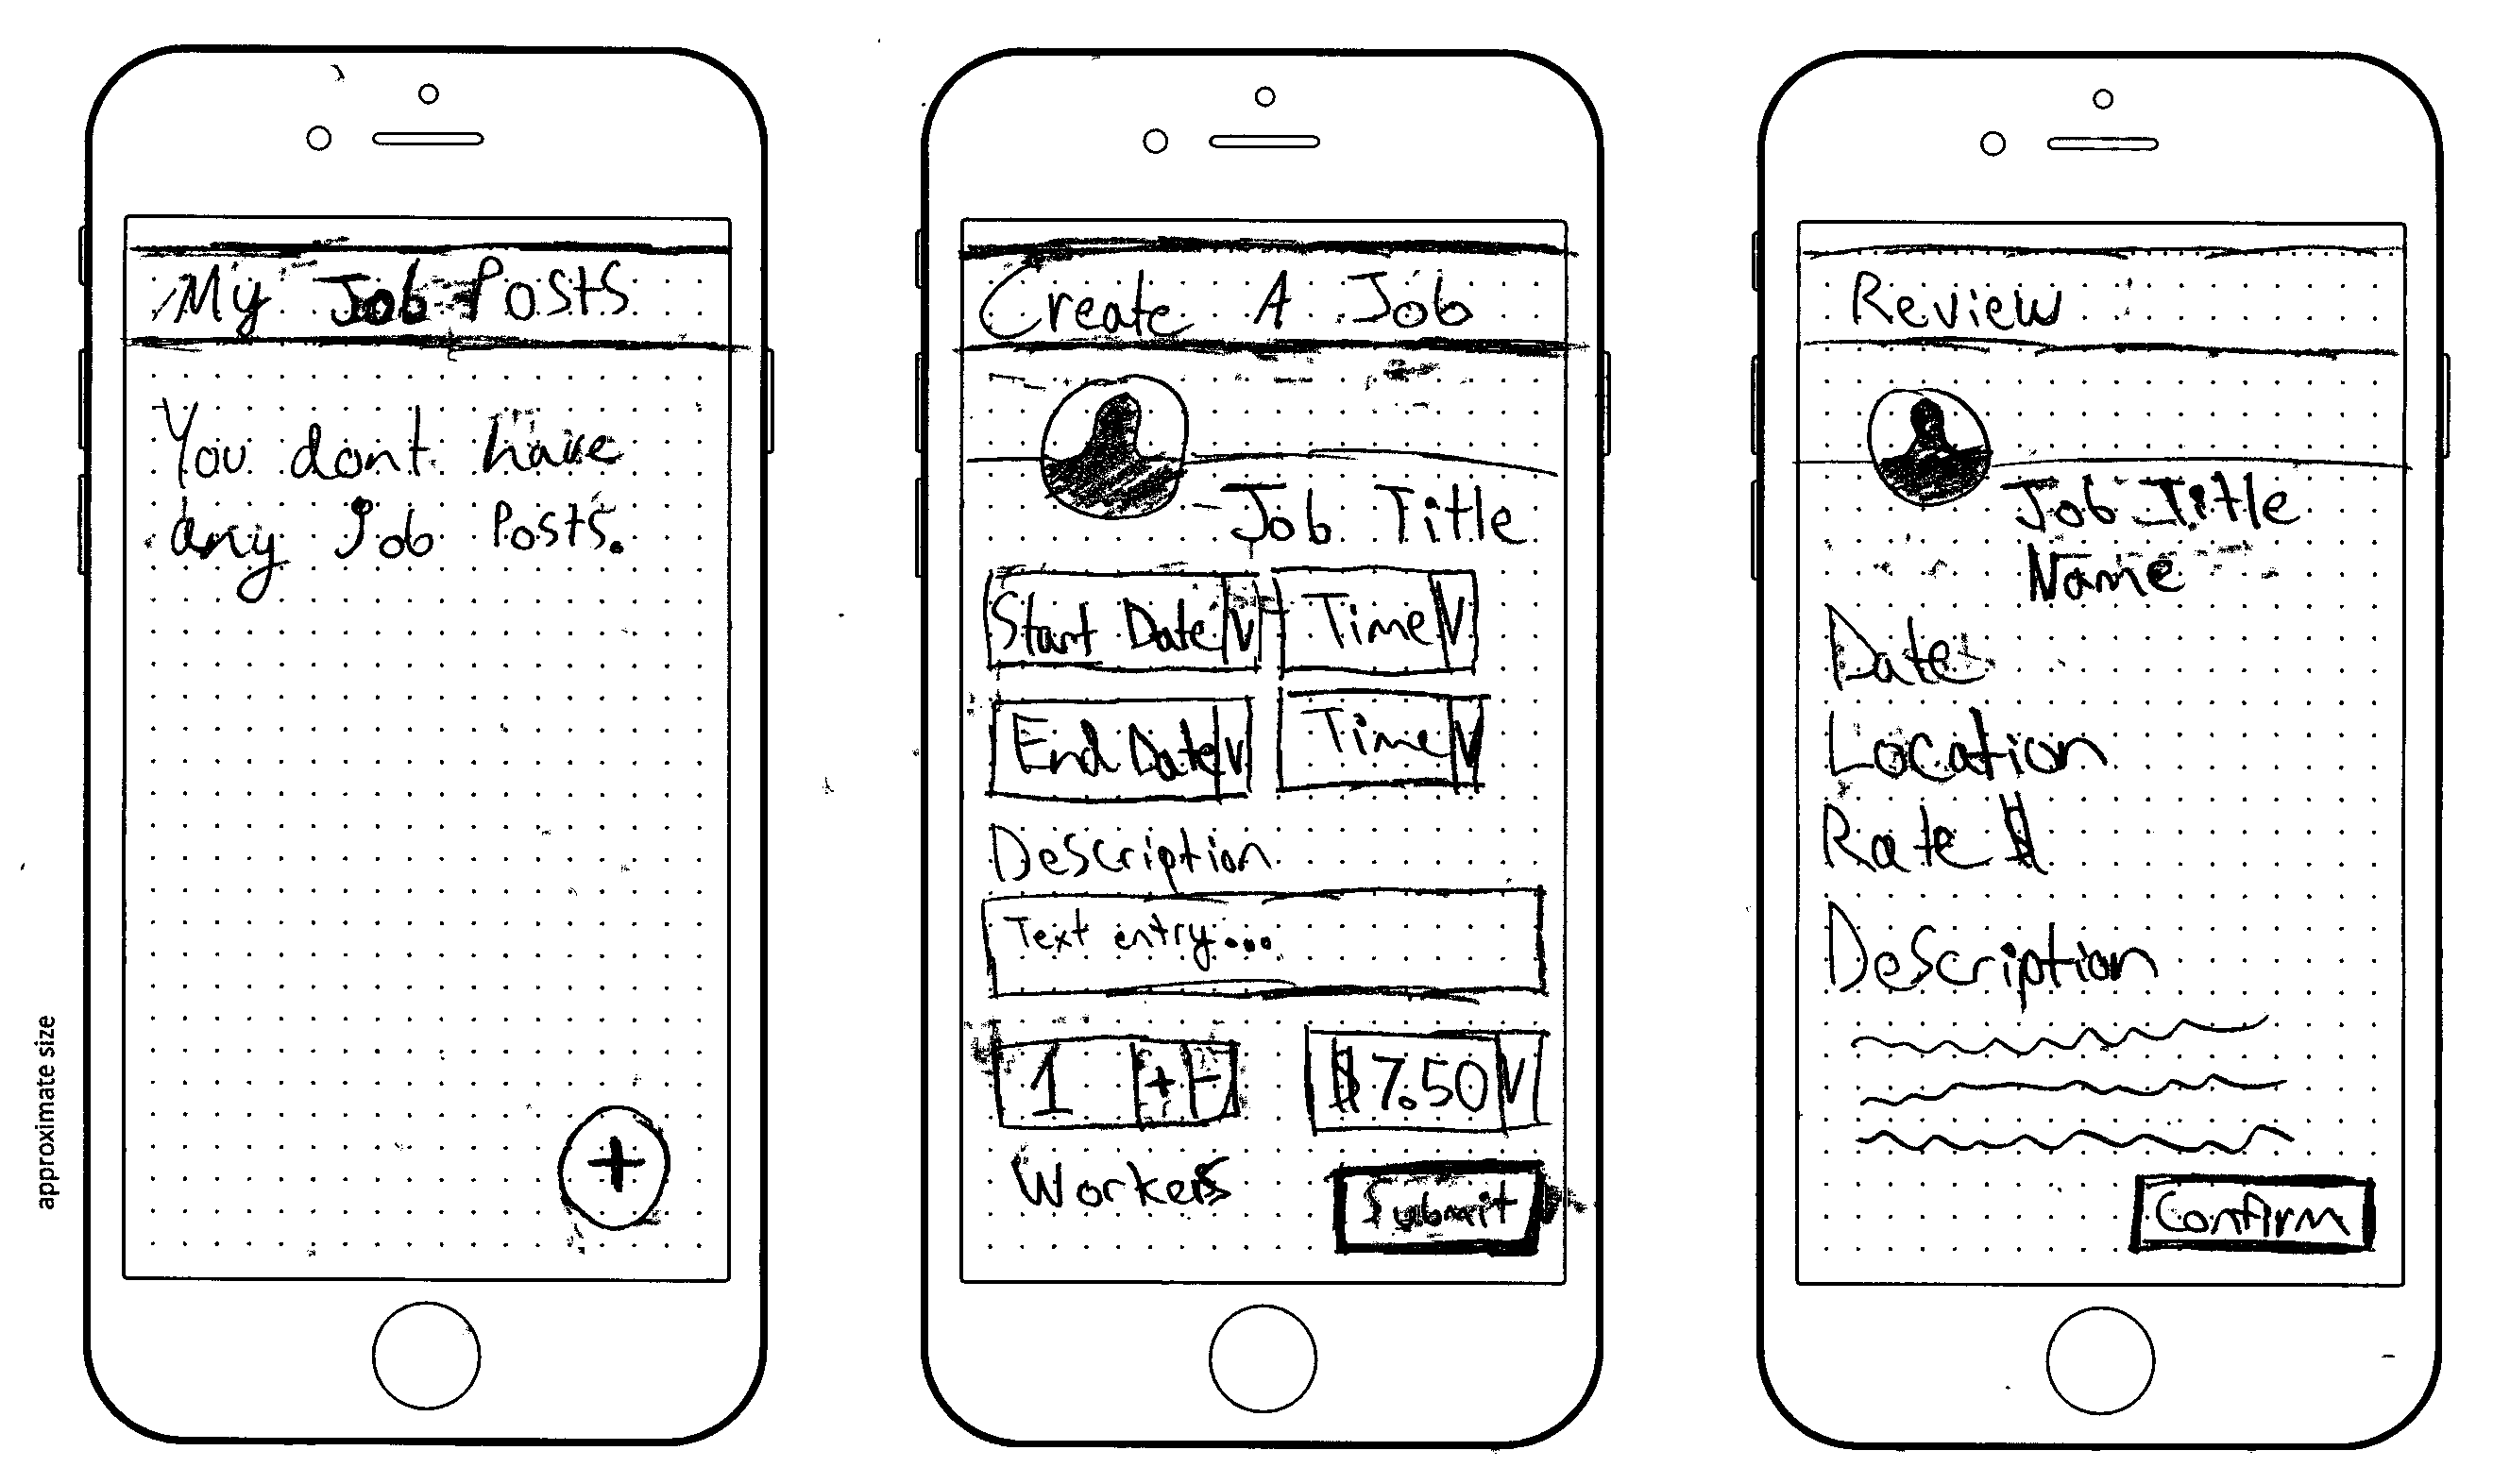 My Job Posts
You dont have
any Job Posts.
+
approximate size
Create A Job
Job Title
Start Date V Time V
End Date V Time V
Description
Text entry...
1 + - $7.50 V
Workers
Submit
Review
Job Title
Name
Date
Location
Rate $
Description
Confirm